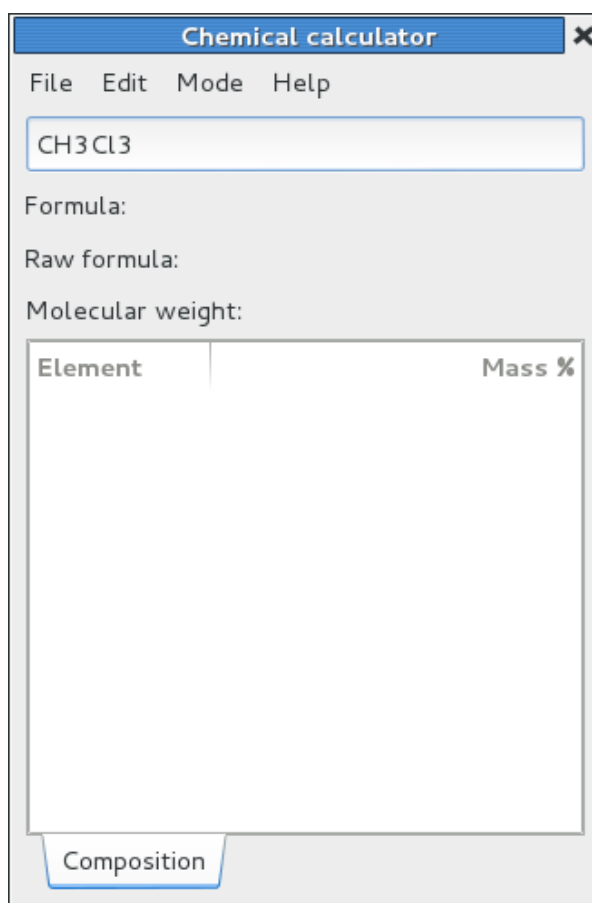 Chemical calculator
File Edit Mode Help
CH3Cl3
Formula:
Raw formula:
Molecular weight:
Element Mass %
Composition